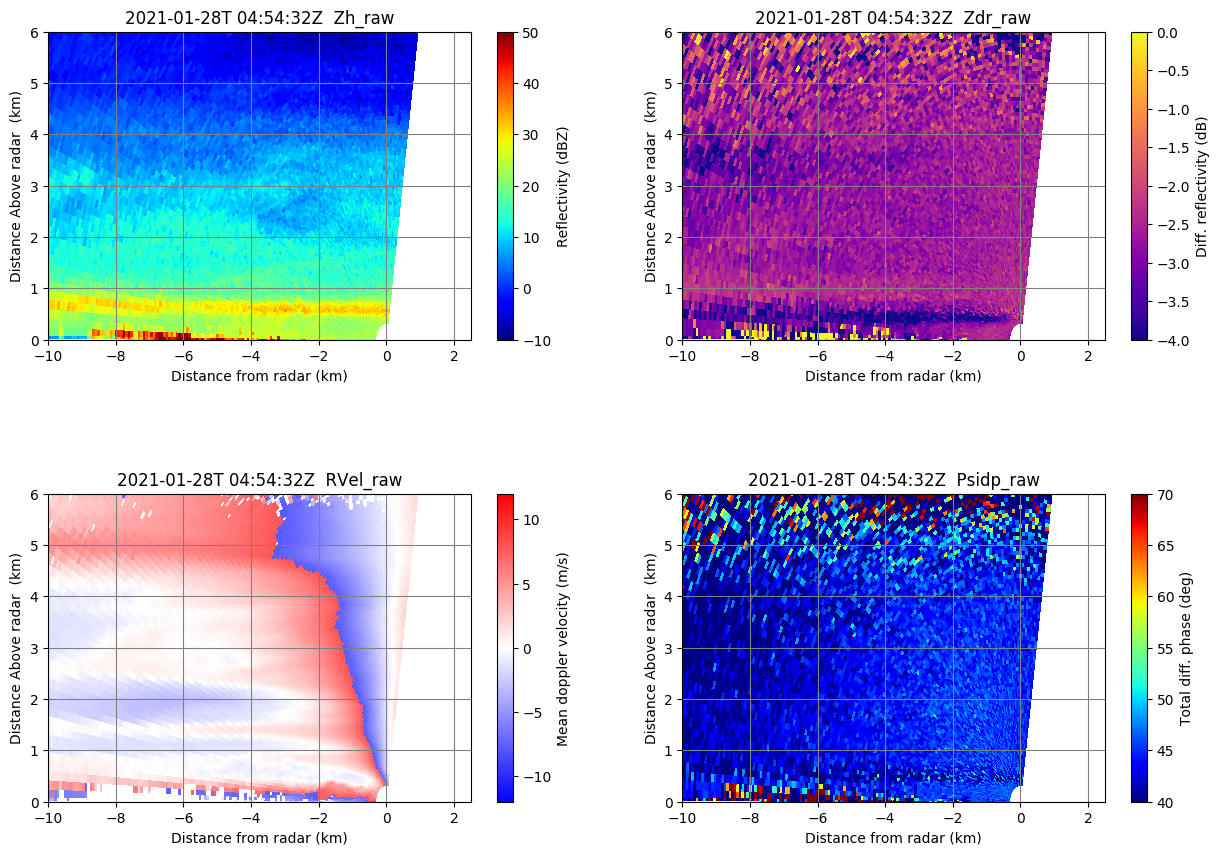 2021-01-28T 04:54:32Z  Zh_raw
6
5
4
3
2
1
0
Distance Above radar  (km)
−10 −8 −6 −4 −2 0 2
Distance from radar (km)
50
40
30
20
10
0
−10
Reflectivity (dBZ)
2021-01-28T 04:54:32Z  Zdr_raw
6
5
4
3
2
1
0
Distance Above radar  (km)
−10 −8 −6 −4 −2 0 2
Distance from radar (km)
0.0
−0.5
−1.0
−1.5
−2.0
−2.5
−3.0
−3.5
−4.0
Diff. reflectivity (dB)
2021-01-28T 04:54:32Z  RVel_raw
6
5
4
3
2
1
0
Distance Above radar  (km)
−10 −8 −6 −4 −2 0 2
Distance from radar (km)
10
5
0
−5
−10
Mean doppler velocity (m/s)
2021-01-28T 04:54:32Z  Psidp_raw
6
5
4
3
2
1
0
Distance Above radar  (km)
−10 −8 −6 −4 −2 0 2
Distance from radar (km)
70
65
60
55
50
45
40
Total diff. phase (deg)